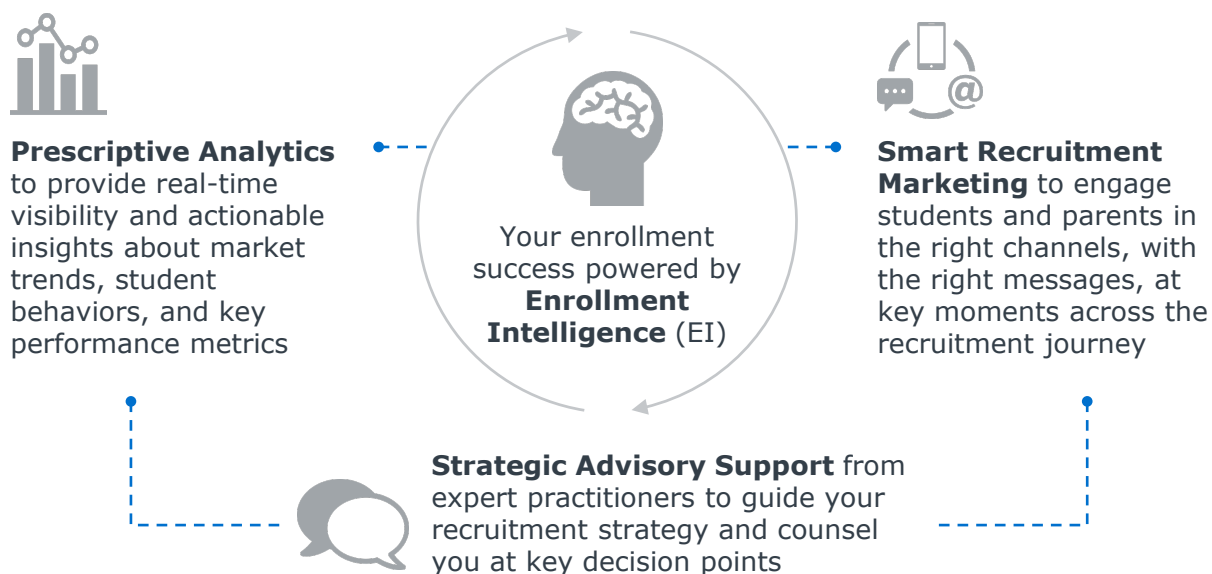 Prescriptive Analytics
to provide real-time
visibility and actionable
insights about market
trends, student
behaviors, and key
performance metrics
Your enrollment
success powered by
Enrollment
Intelligence (EI)
@
Smart Recruitment
Marketing to engage
students and parents in
the right channels, with
the right messages, at
key moments across the
recruitment journey
Strategic Advisory Support from
expert practitioners to guide your
recruitment strategy and counsel
you at key decision points